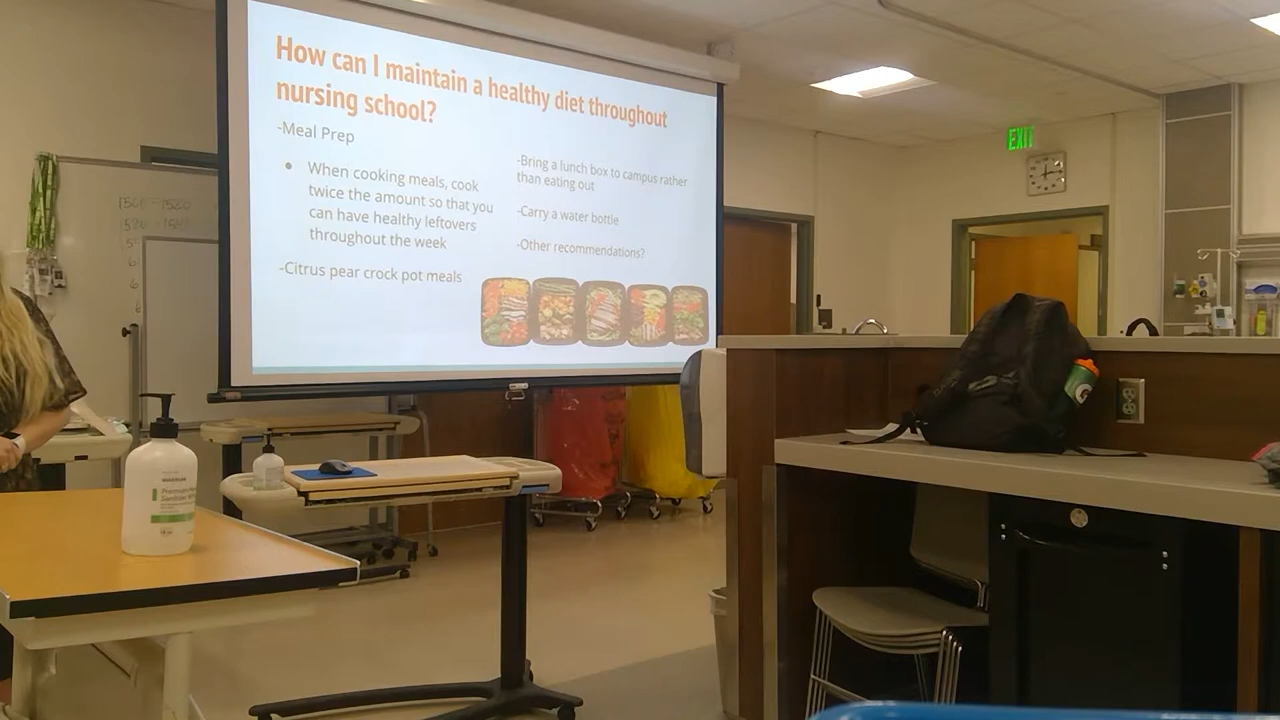 How can I maintain a healthy diet throughout
nursing school?
-Meal Prep
When cooking meals, cook
twice the amount so that you
can have healthy leftovers
throughout the week
-Citrus pear crock pot meals
-Bring a lunch box to campus rather
than eating out
-Carry a water bottle
-Other recommendations?
EXIT
Premium
Sanitizer